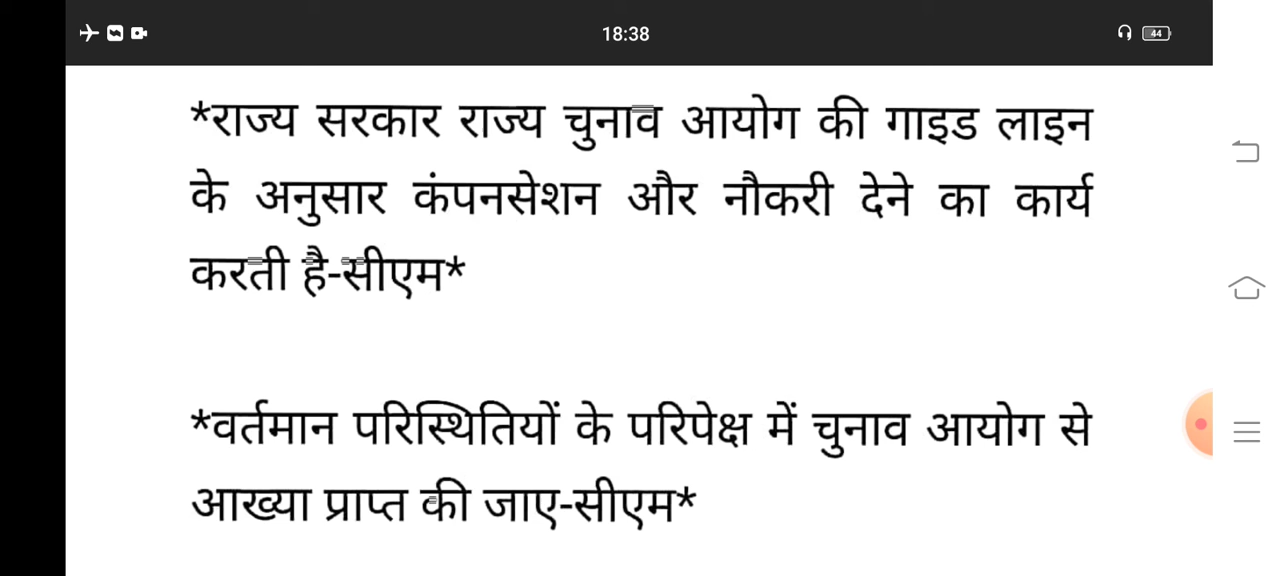 18:38
44
*राज्य सरकार राज्य चुनाव आयोग की गाइड लाइन
के अनुसार कंपनसेशन और नौकरी देने का कार्य
करती है-सीएम*
*वर्तमान परिस्थितियों के परिपेक्ष में चुनाव आयोग से
आख्या प्राप्त की जाए-सीएम*